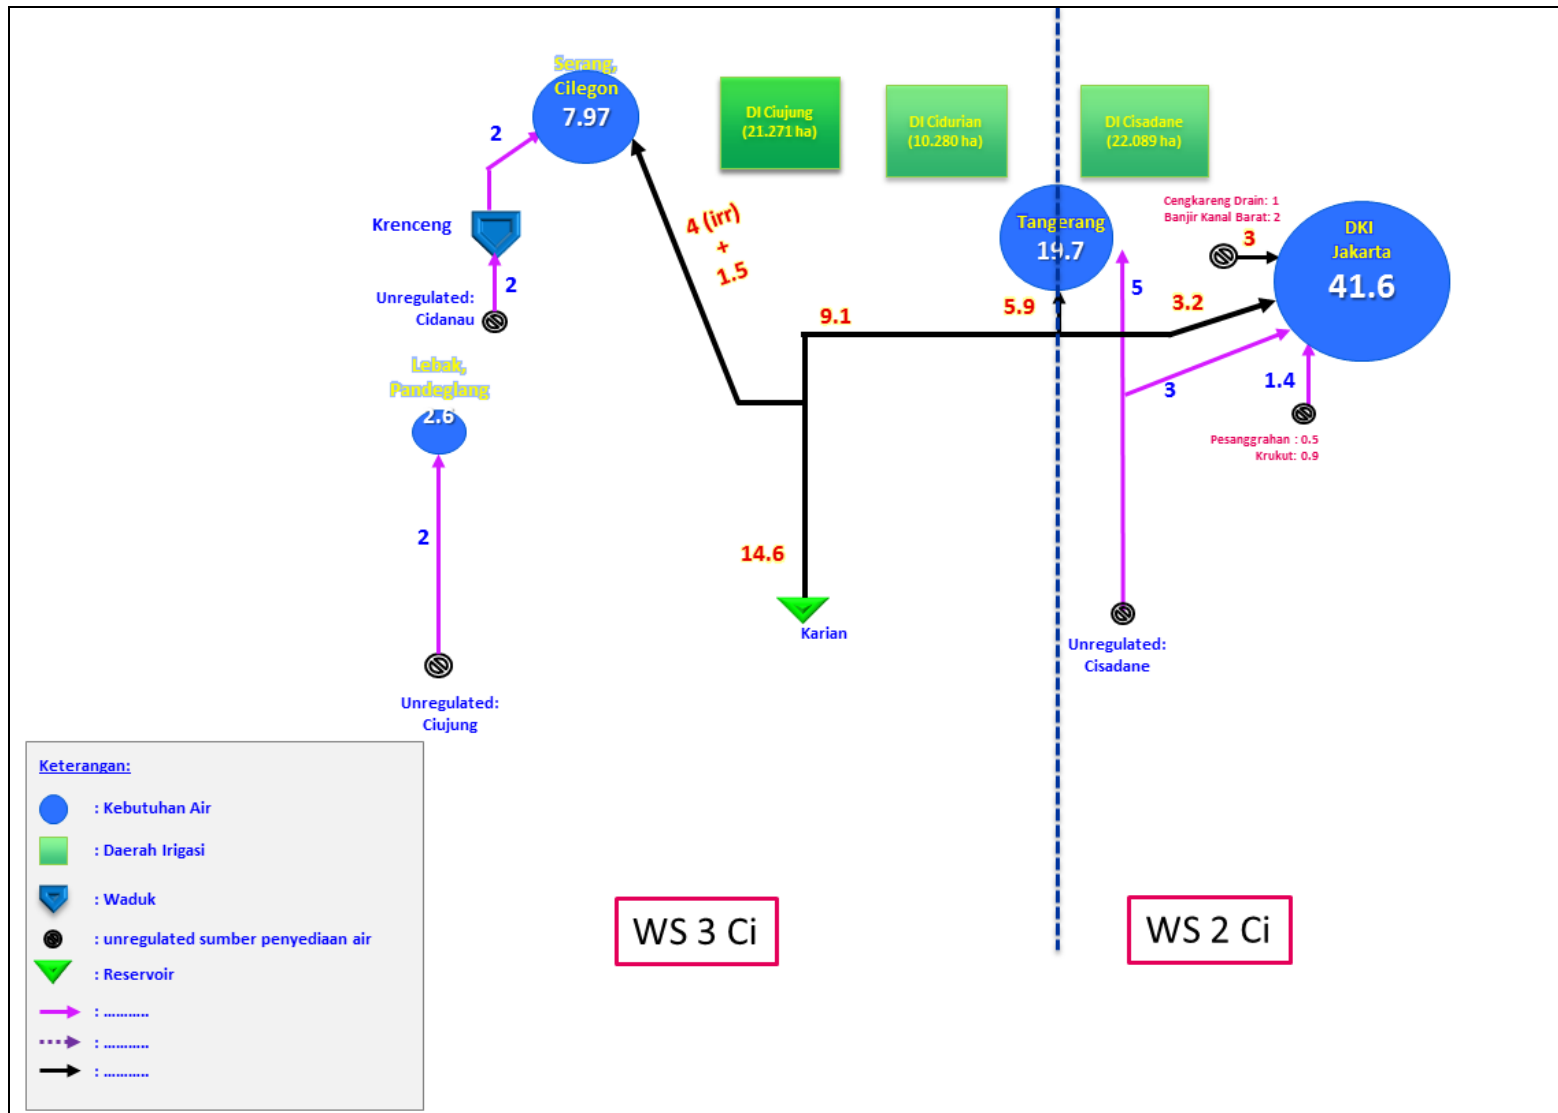 Serang,
Cilegon
7.97
2
Krenceng
2
Unregulated:
Cidanau
Lebak,
Pandeglang
2.6
2
Unregulated:
Ciujung
DI Ciujung
(21.271 ha)
DI Cidurian
(10.280 ha)
DI Cisadane
(22.089 ha)
4 (irr)
+
1.5
9.1
5.9
14.6
Karian
Tangerang
19.7
5
Cengkareng Drain: 1
Banjir Kanal Barat: 2
3
DKI
Jakarta
41.6
3.2
3
1.4
Pesanggrahan : 0.5
Krukut: 0.9
Unregulated:
Cisadane
Keterangan:
: Kebutuhan Air
: Daerah Irigasi
: Waduk
: unregulated sumber penyediaan air
: Reservoir
: ...........
: ...........
: ...........
WS 3 Ci
WS 2 Ci